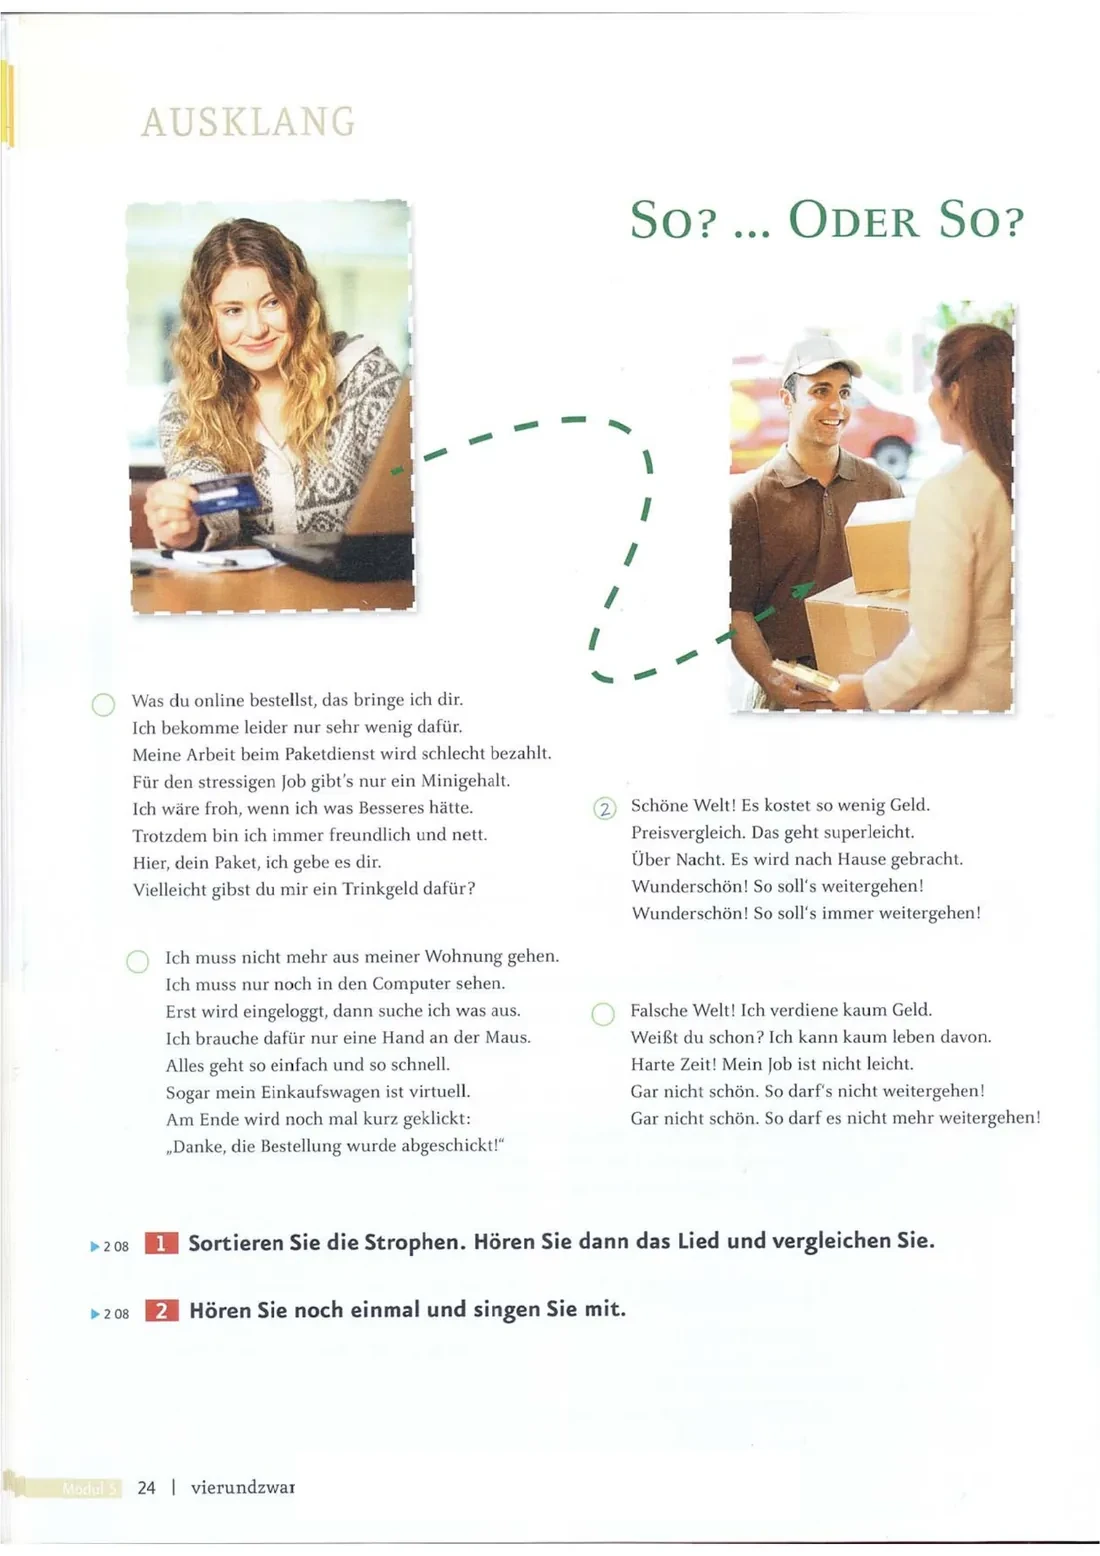 AUSKLANG
SO? ... ODER SO?
Was du online bestellst, das bringe ich dir.
Ich bekomme leider nur sehr wenig dafür.
Meine Arbeit beim Paketdienst wird schlecht bezahlt.
Für den stressigen Job gibt's nur ein Minigehalt.
Ich wäre froh, wenn ich was Besseres hätte.
Trotzdem bin ich immer freundlich und nett.
Hier, dein Paket, ich gebe es dir.
Vielleicht gibst du mir ein Trinkgeld dafür?
2 Schöne Welt! Es kostet so wenig Geld.
Preisvergleich. Das geht superleicht.
Über Nacht. Es wird nach Hause gebracht.
Wunderschön! So soll's weitergehen!
Wunderschön! So soll's immer weitergehen!
Ich muss nicht mehr aus meiner Wohnung gehen.
Ich muss nur noch in den Computer sehen.
Erst wird eingeloggt, dann suche ich was aus.
Ich brauche dafür nur eine Hand an der Maus.
Alles geht so einfach und so schnell.
Sogar mein Einkaufswagen ist virtuell.
Am Ende wird noch mal kurz geklickt:
„Danke, die Bestellung wurde abgeschickt!“
Falsche Welt! Ich verdiene kaum Geld.
Weißt du schon? Ich kann kaum leben davon.
Harte Zeit! Mein Job ist nicht leicht.
Gar nicht schön. So darf's nicht weitergehen!
Gar nicht schön. So darf es nicht mehr weitergehen!
▶ 2 08 1 Sortieren Sie die Strophen. Hören Sie dann das Lied und vergleichen Sie.
▶ 2 08 2 Hören Sie noch einmal und singen Sie mit.
Modul 5 24 | vierundzwar